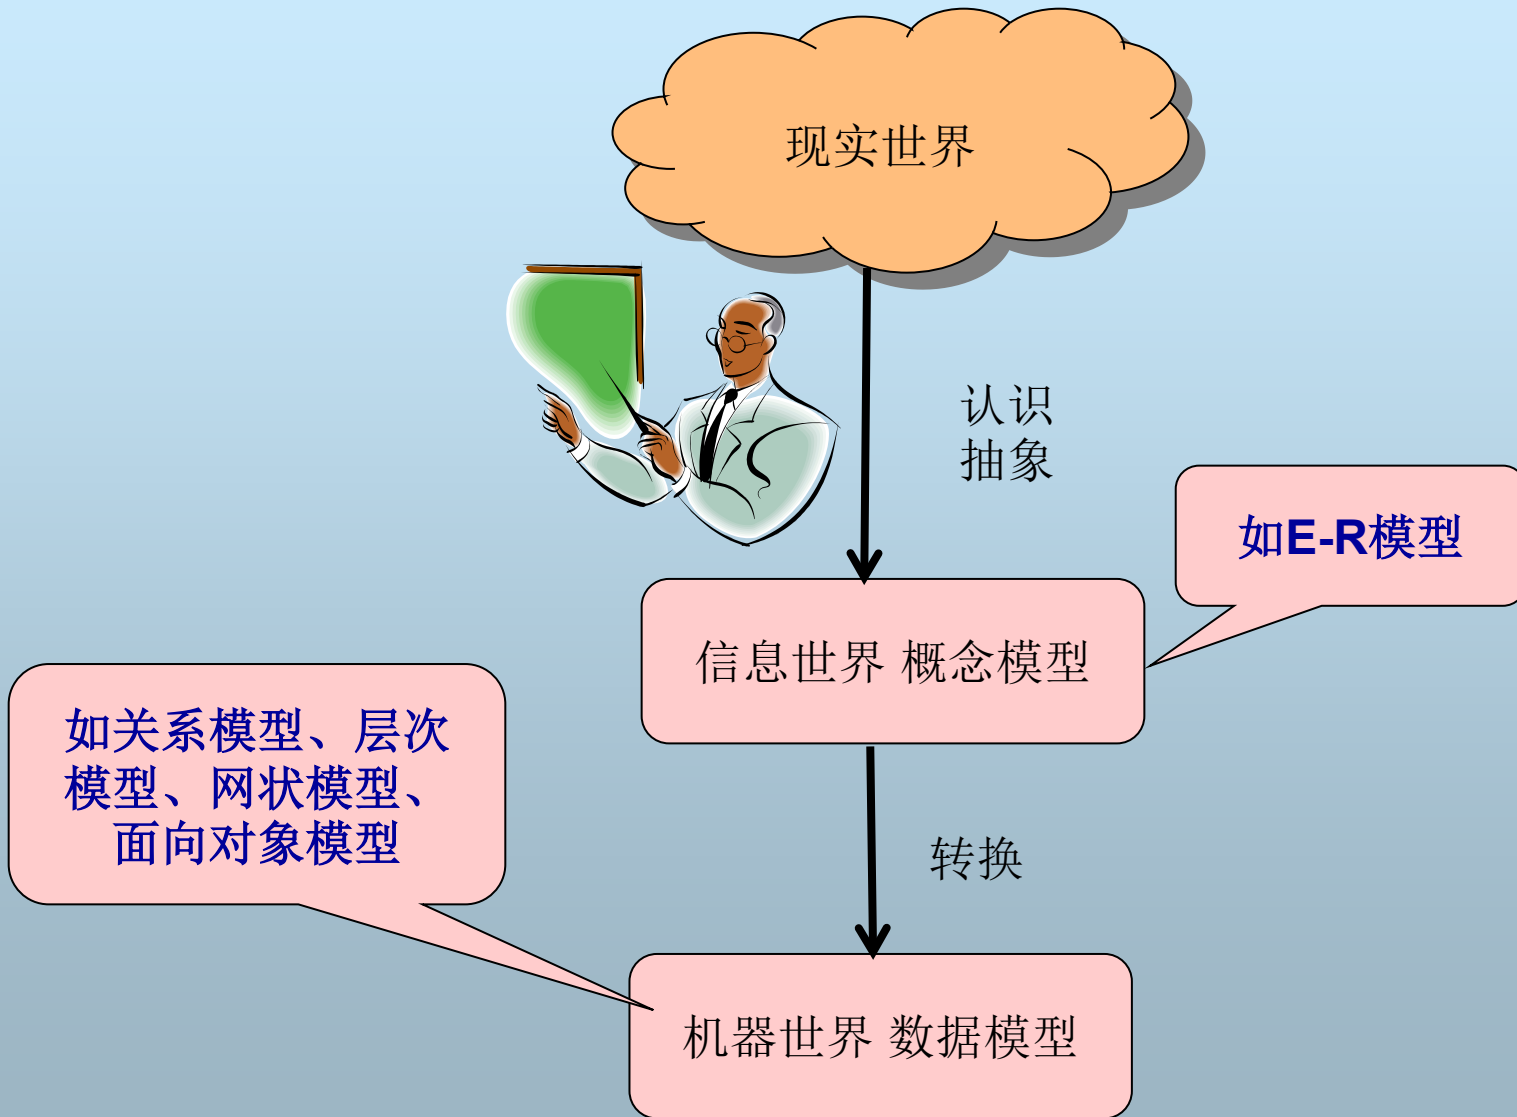 现实世界
认识
抽象
如E-R模型
信息世界 概念模型
如关系模型、层次
模型、网状模型、
面向对象模型
转换
机器世界 数据模型